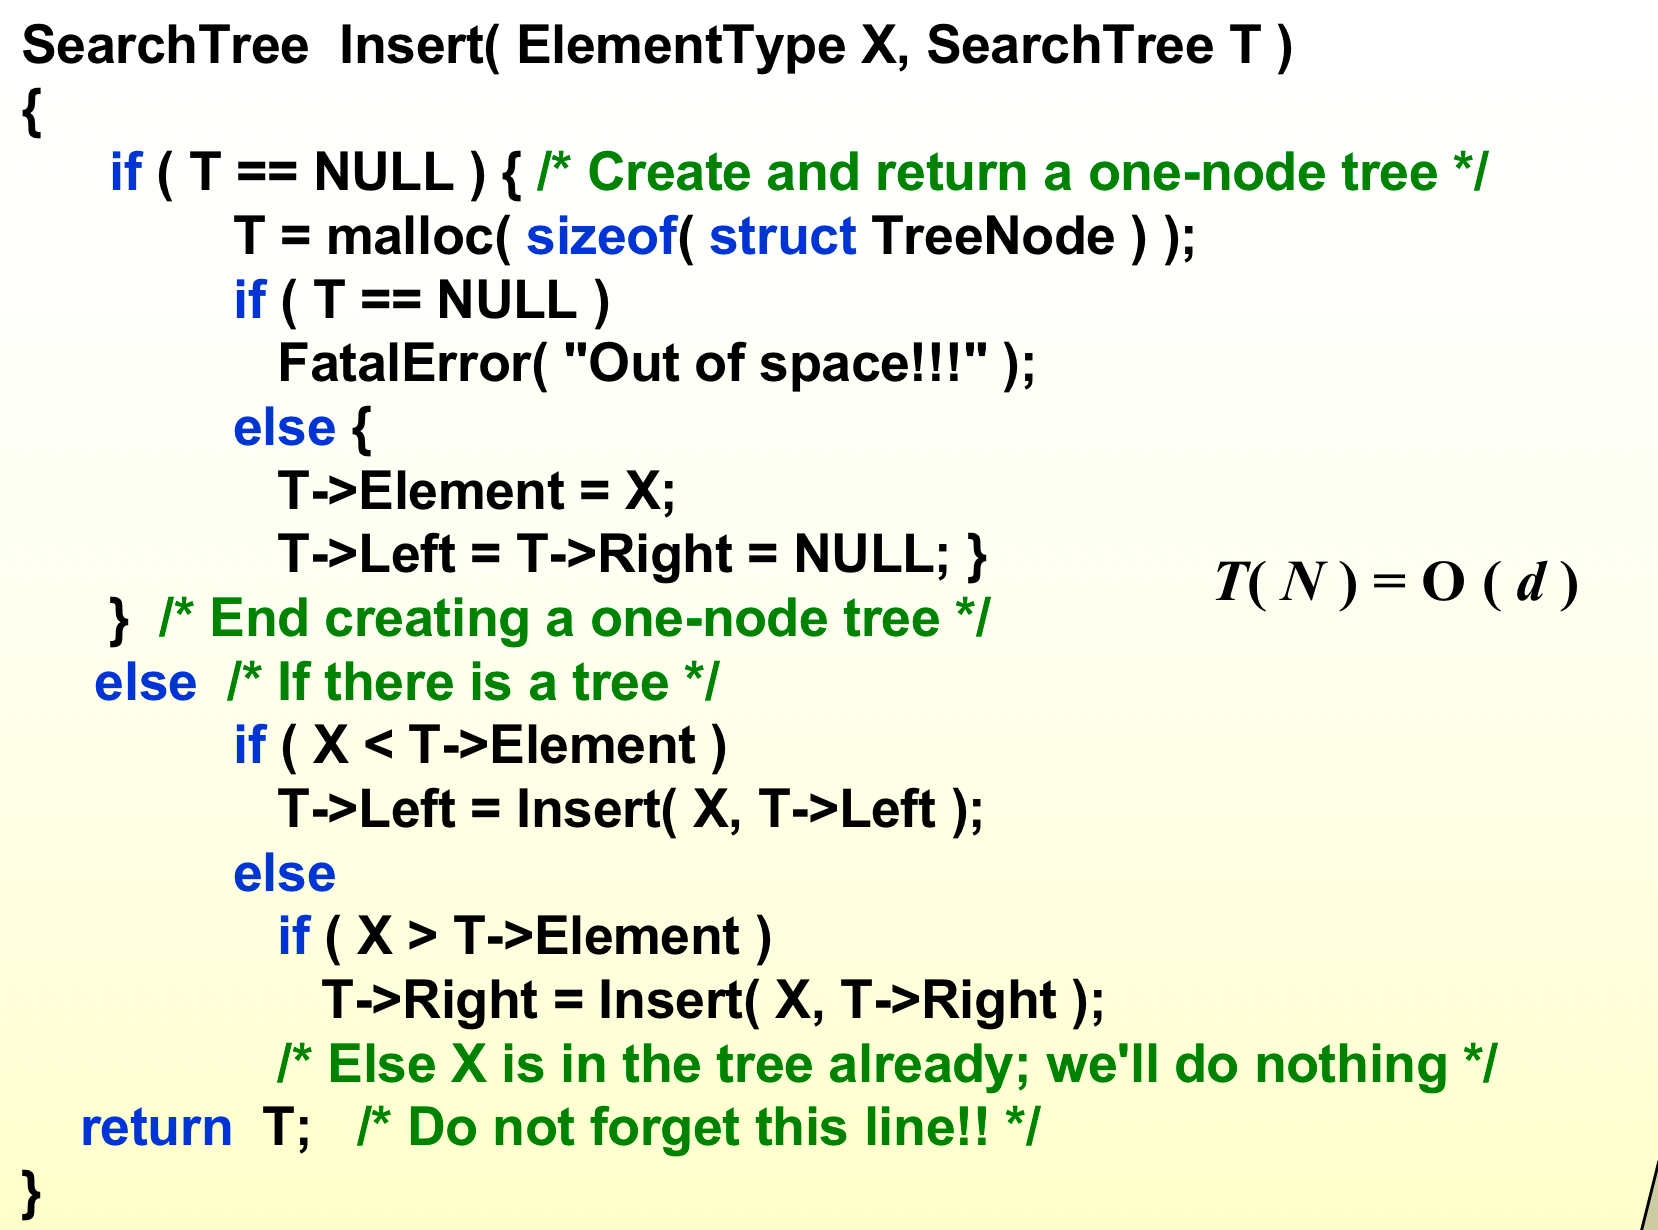 SearchTree  Insert( ElementType X, SearchTree T )
{
if ( T == NULL ) { /* Create and return a one-node tree */
T = malloc( sizeof( struct TreeNode ) );
if ( T == NULL )
FatalError( "Out of space!!!" );
else {
T->Element = X;
T->Left = T->Right = NULL; }
T( N ) = O ( d )
}  /* End creating a one-node tree */
else  /* If there is a tree */
if ( X < T->Element )
T->Left = Insert( X, T->Left );
else
if ( X > T->Element )
T->Right = Insert( X, T->Right );
/* Else X is in the tree already; we'll do nothing */
return  T;   /* Do not forget this line!! */
}